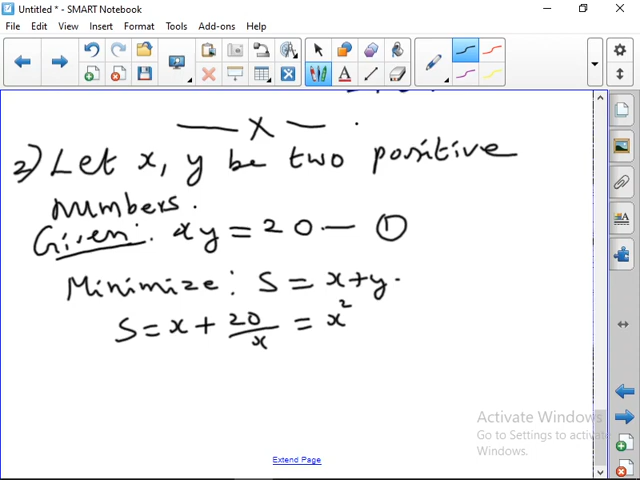 Untitled * - SMART Notebook
File Edit View Insert Format Tools Add-ons Help
x
2) Let x, y be two positive
numbers.
Given: xy = 20 — ①
Minimize: S = x+y.
S = x + 20/x = x²
Activate Windows
Go to Settings to activate
Windows.
Extend Page